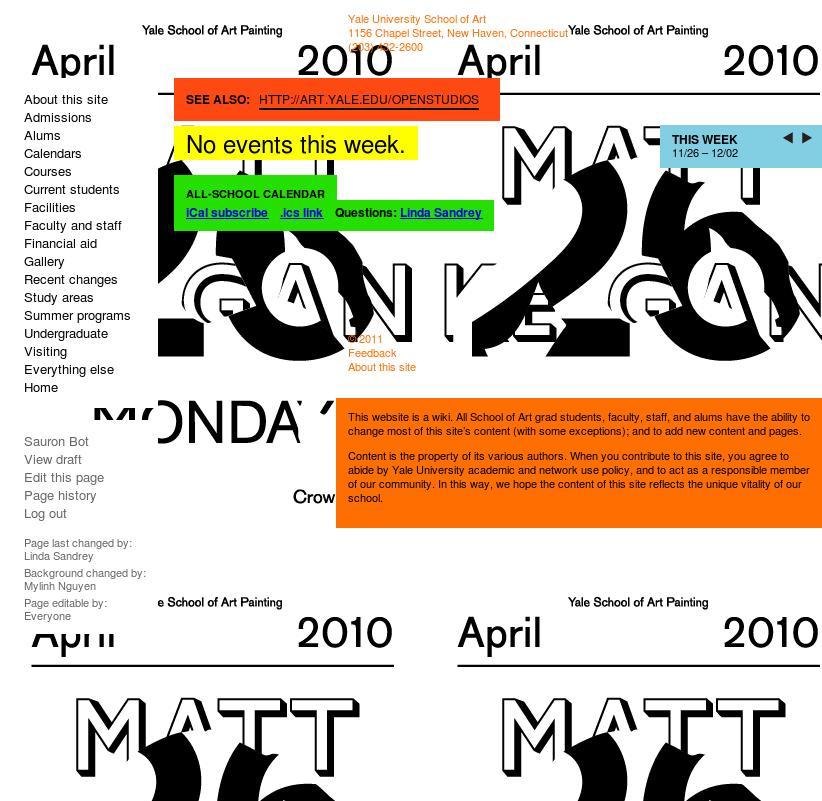 Yale University School of Art
1156 Chapel Street, New Haven, Connecticut
(203) 432-2600
Yale School of Art Painting
Yale School of Art Painting
April 2010
April 2010
About this site
Admissions
Alums
Calendars
Courses
Current students
Facilities
Faculty and staff
Financial aid
Gallery
Recent changes
Study areas
Summer programs
Undergraduate
Visiting
Everything else
Home
SEE ALSO: HTTP://ART.YALE.EDU/OPENSTUDIOS
No events this week.
THIS WEEK
11/26 – 12/02
ALL-SCHOOL CALENDAR
iCal subscribe .ics link Questions: Linda Sandrey
MATT
26
KEEGAN
© 2011
Feedback
About this site
MONDAY
Crow
This website is a wiki. All School of Art grad students, faculty, staff, and alums have the ability to
change most of this site's content (with some exceptions); and to add new content and pages.
Content is the property of its various authors. When you contribute to this site, you agree to
abide by Yale University academic and network use policy, and to act as a responsible member
of our community. In this way, we hope the content of this site reflects the unique vitality of our
school.
Sauron Bot
View draft
Edit this page
Page history
Log out
Page last changed by:
Linda Sandrey
Background changed by:
Mylinh Nguyen
Page editable by:
Everyone
e School of Art Painting
Yale School of Art Painting
April 2010
April 2010
MATT
MATT
26
26